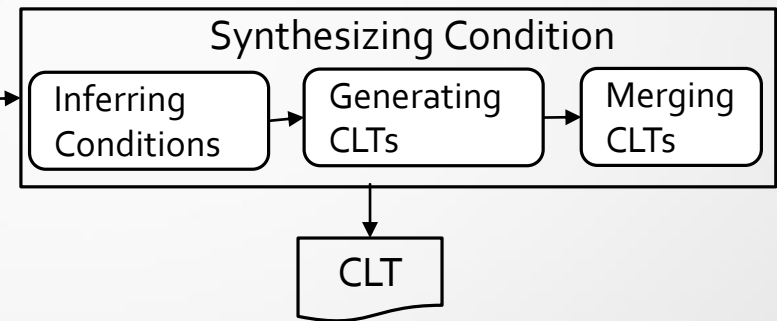 Synthesizing Condition
Inferring
Conditions
Generating
CLTs
Merging
CLTs
CLT